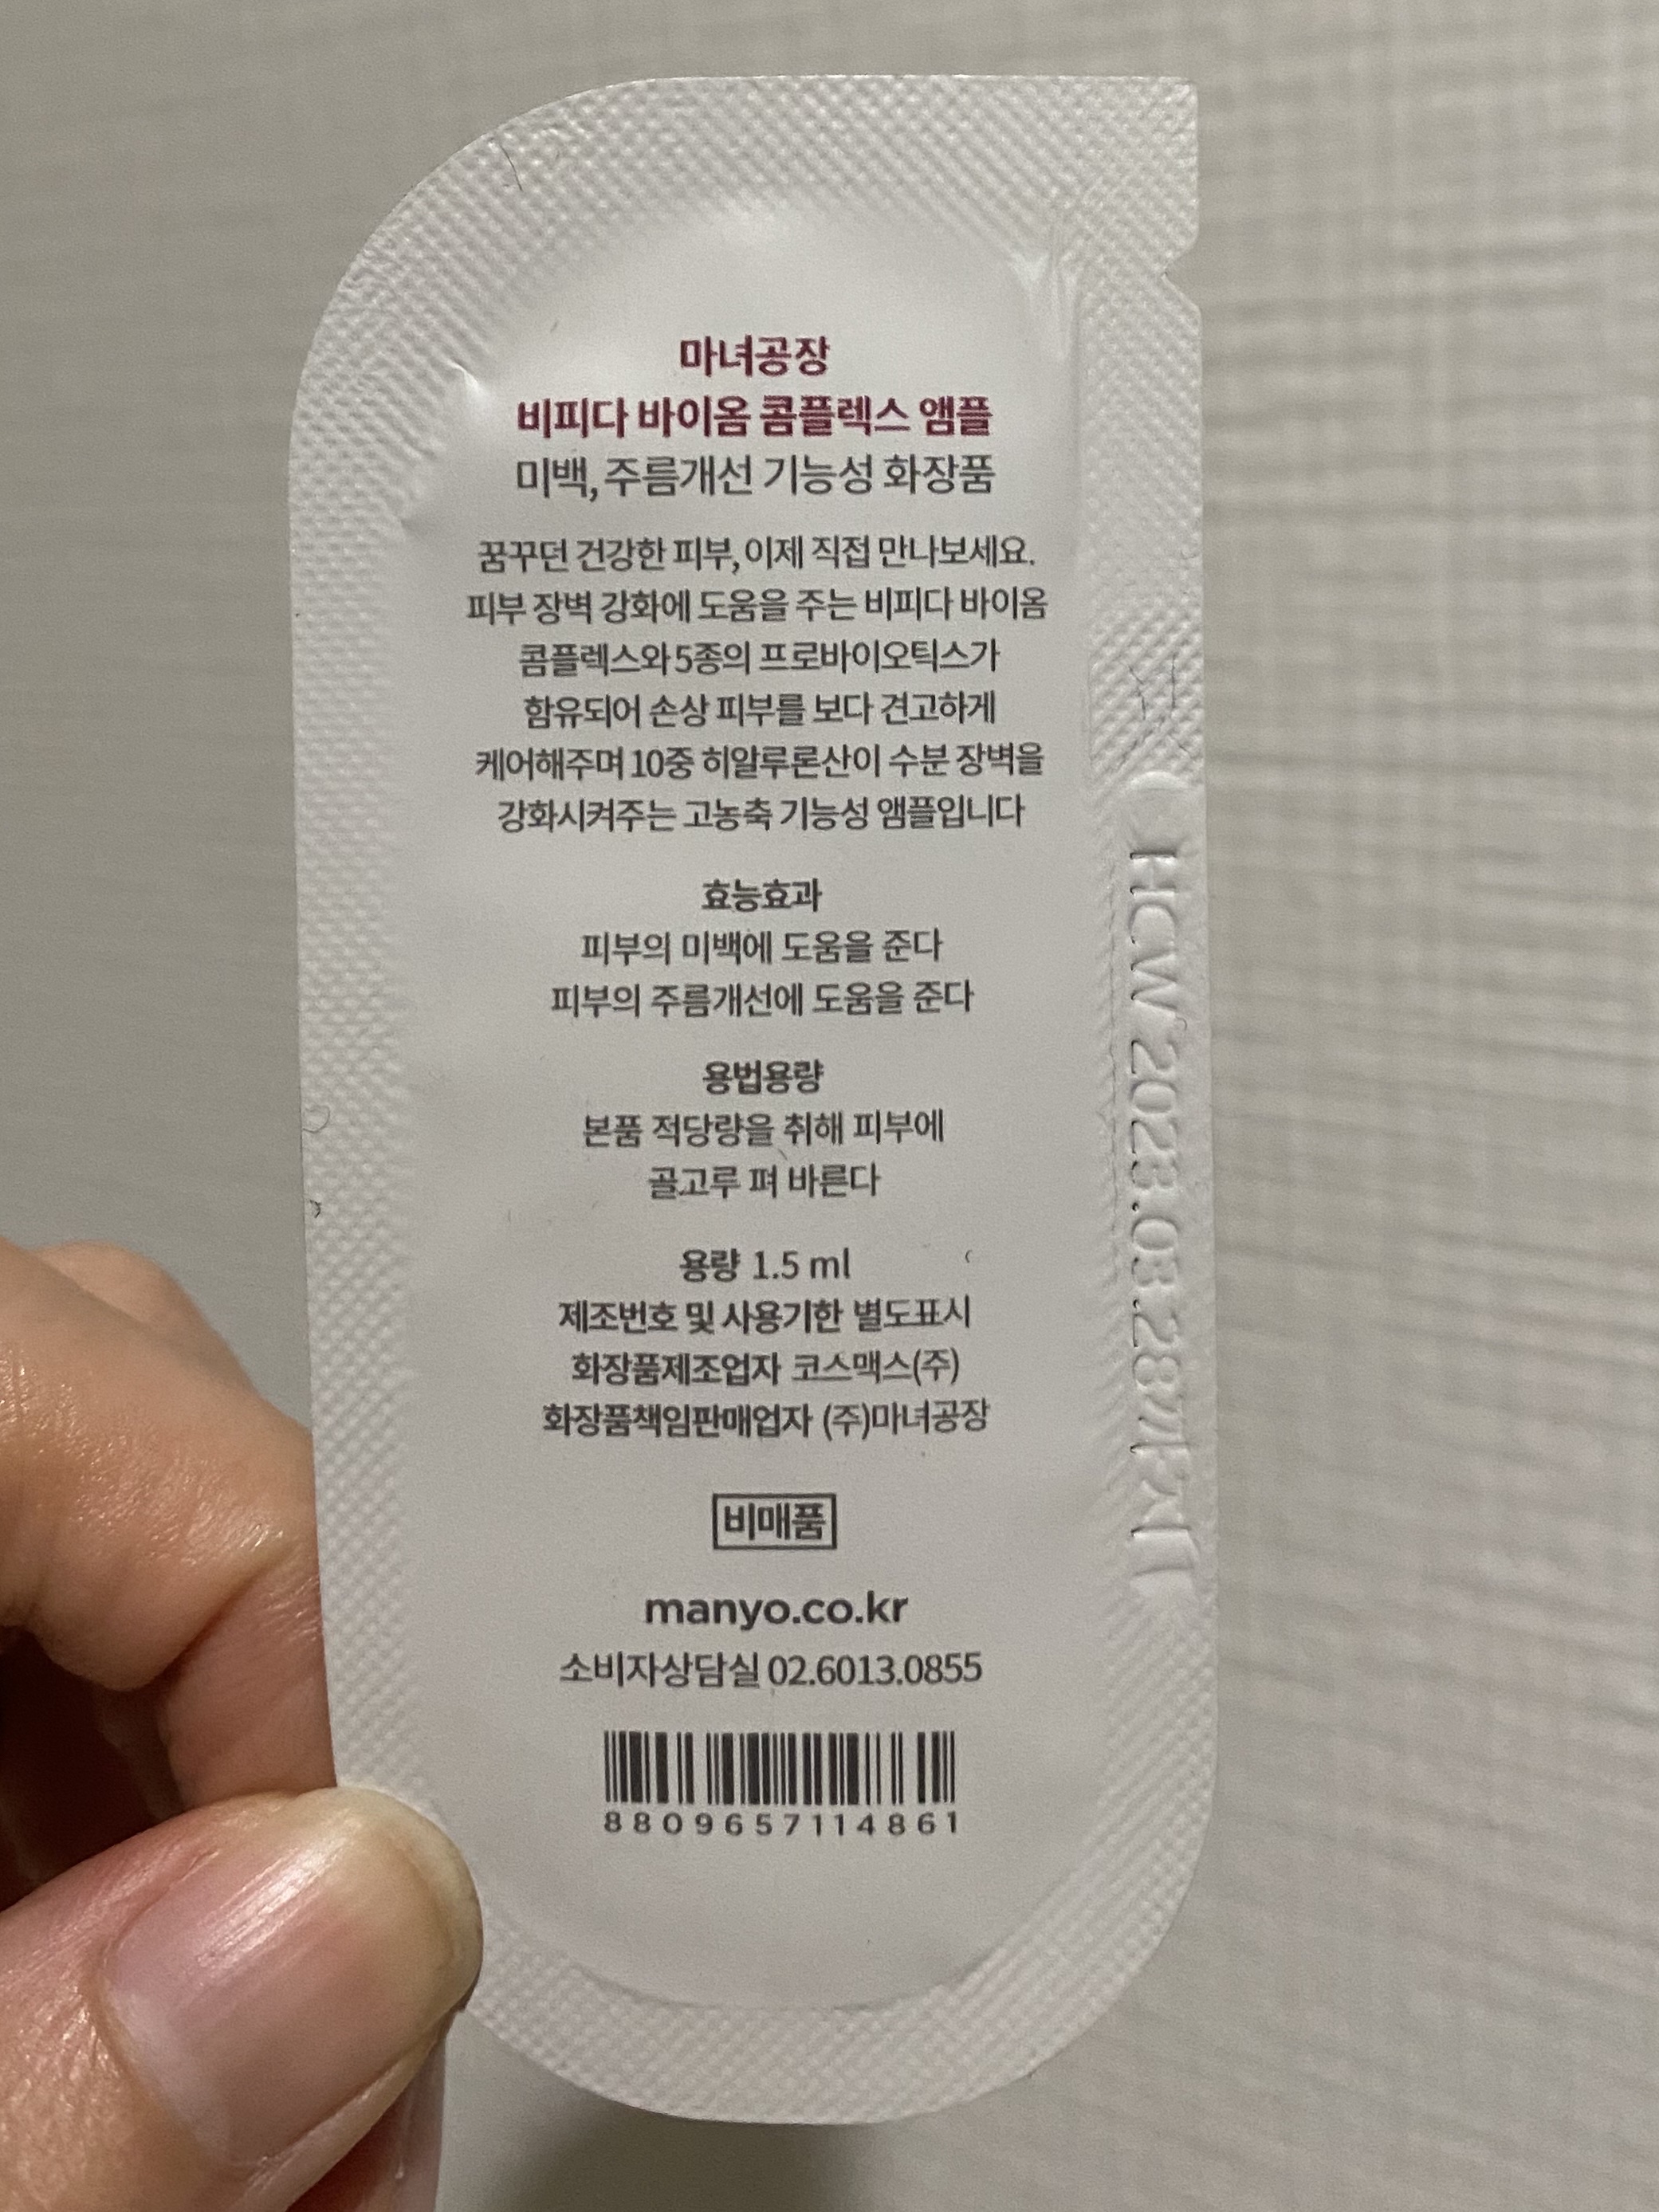 마녀공장
비피다 바이옴 콤플렉스 앰플
미백, 주름개선 기능성 화장품
꿈꾸던 건강한 피부, 이제 직접 만나보세요.
피부 장벽 강화에 도움을 주는 비피다 바이옴
콤플렉스와 5종의 프로바이오틱스가
함유되어 손상 피부를 보다 견고하게
케어해주며 10중 히알루론산이 수분 장벽을
강화시켜주는 고농축 기능성 앰플입니다
효능효과
피부의 미백에 도움을 준다
피부의 주름개선에 도움을 준다
용법용량
본품 적당량을 취해 피부에
골고루 펴 바른다
용량 1.5 ml
제조번호 및 사용기한 별도표시
화장품제조업자 코스맥스(주)
화장품책임판매업자 (주)마녀공장
비매품
manyo.co.kr
소비자상담실 02.6013.0855
8809657114861
HCW 2023.03.28까지